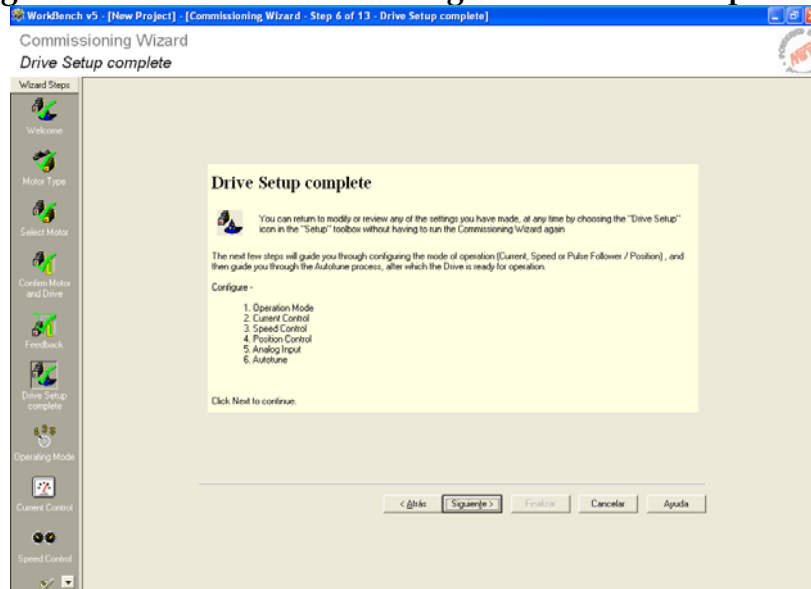 WorkBench v5 - [New Project] - [Commissioning Wizard - Step 6 of 13 - Drive Setup complete]
Commissioning Wizard
Drive Setup complete
Wizard Steps
Welcome
Motor Type
Select Motor
Confirm Motor
and Drive
Feedback
Drive Setup
complete
Operating Mode
Current Control
Speed Control
Drive Setup complete
You can return to modify or review any of the settings you have made, at any time by choosing the "Drive Setup"
icon in the "Setup" toolbox without having to run the Commissioning Wizard again
The next few steps will guide you through configuring the mode of operation (Current, Speed or Pulse Follower / Position) , and
then guide you through the Autotune process, after which the Drive is ready for operation.
Configure -
1. Operation Mode
2. Current Control
3. Speed Control
4. Position Control
5. Analog Input
6. Autotune
Click Next to continue.
< Atrás
Siguiente >
Finalizar
Cancelar
Ayuda